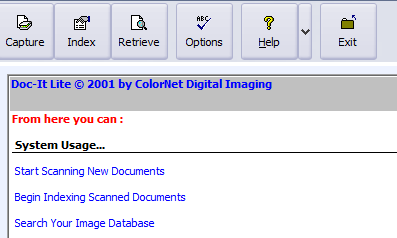 Capture Index Retrieve Options Help Exit
Doc-It Lite © 2001 by ColorNet Digital Imaging
From here you can :
System Usage...
Start Scanning New Documents
Begin Indexing Scanned Documents
Search Your Image Database